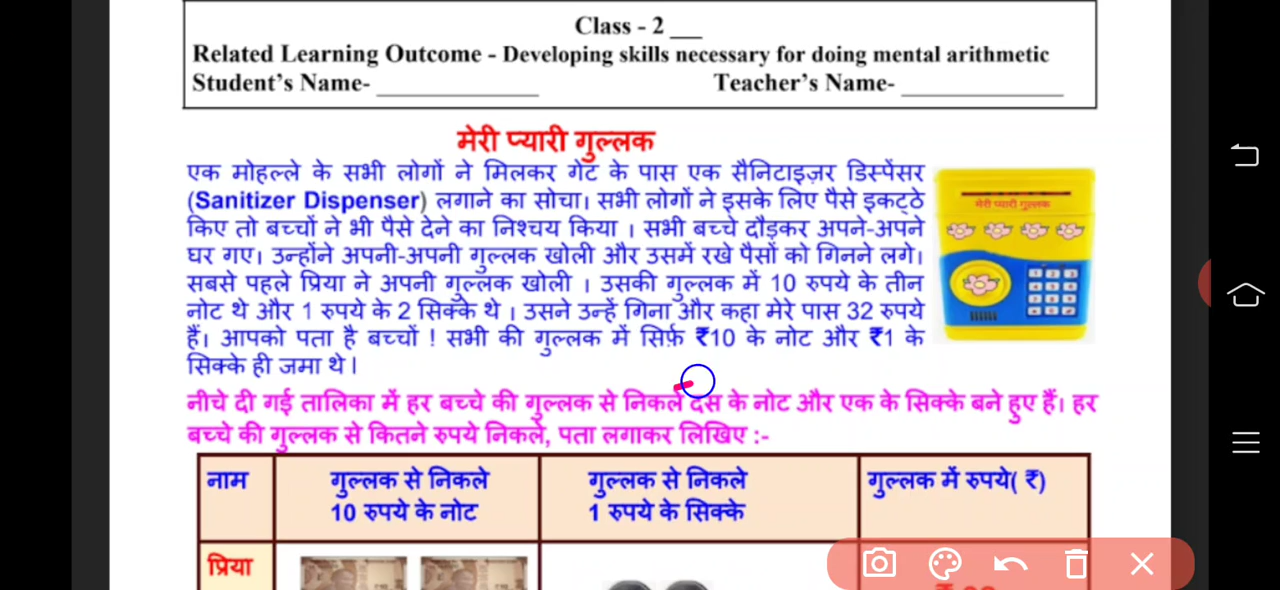 Class - 2 ___
Related Learning Outcome - Developing skills necessary for doing mental arithmetic
Student's Name- ______________ Teacher's Name- ______________
मेरी प्यारी गुल्लक
एक मोहल्ले के सभी लोगों ने मिलकर गेट के पास एक सैनिटाइज़र डिस्पेंसर
(Sanitizer Dispenser) लगाने का सोचा। सभी लोगों ने इसके लिए पैसे इकट्ठे
किए तो बच्चों ने भी पैसे देने का निश्चय किया । सभी बच्चे दौड़कर अपने-अपने
घर गए। उन्होंने अपनी-अपनी गुल्लक खोली और उसमें रखे पैसों को गिनने लगे।
सबसे पहले प्रिया ने अपनी गुल्लक खोली । उसकी गुल्लक में 10 रुपये के तीन
नोट थे और 1 रुपये के 2 सिक्के थे । उसने उन्हें गिना और कहा मेरे पास 32 रुपये
हैं। आपको पता है बच्चों ! सभी की गुल्लक में सिर्फ़ ₹10 के नोट और ₹1 के
सिक्के ही जमा थे।
मेरी प्यारी गुल्लक
नीचे दी गई तालिका में हर बच्चे की गुल्लक से निकले दस के नोट और एक के सिक्के बने हुए हैं। हर
बच्चे की गुल्लक से कितने रुपये निकले, पता लगाकर लिखिए :-
नाम
गुल्लक से निकले
10 रुपये के नोट
गुल्लक से निकले
1 रुपये के सिक्के
गुल्लक में रुपये( ₹)
प्रिया